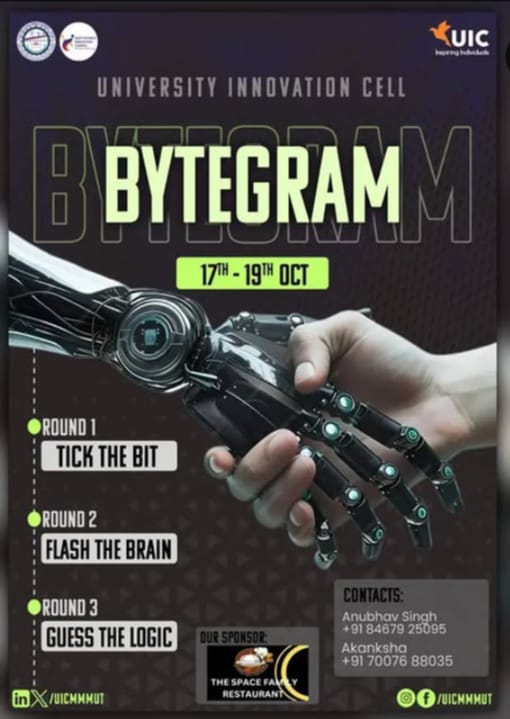 UIC
Inspiring Individuals
UNIVERSITY INNOVATION CELL
BYTEGRAM
BYTEGRAM
17TH - 19TH OCT
ROUND 1
TICK THE BIT
ROUND 2
FLASH THE BRAIN
ROUND 3
GUESS THE LOGIC
OUR SPONSOR:
THE SPACE FAMILY
RESTAURANT
CONTACTS:
Anubhav Singh
+91 84679 25095
Akanksha
+91 70076 88035
in X /UICMMMUT
f /UICMMMUT